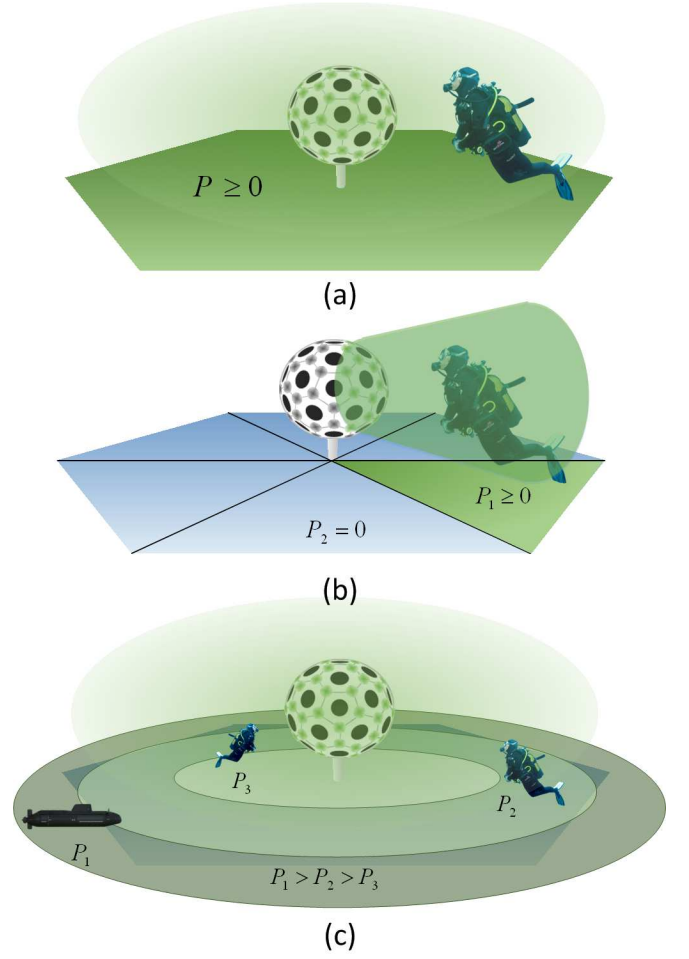 P ≥ 0
(a)
P₁ ≥ 0
P₂ = 0
(b)
P₃
P₂
P₁
P₁ > P₂ > P₃
(c)